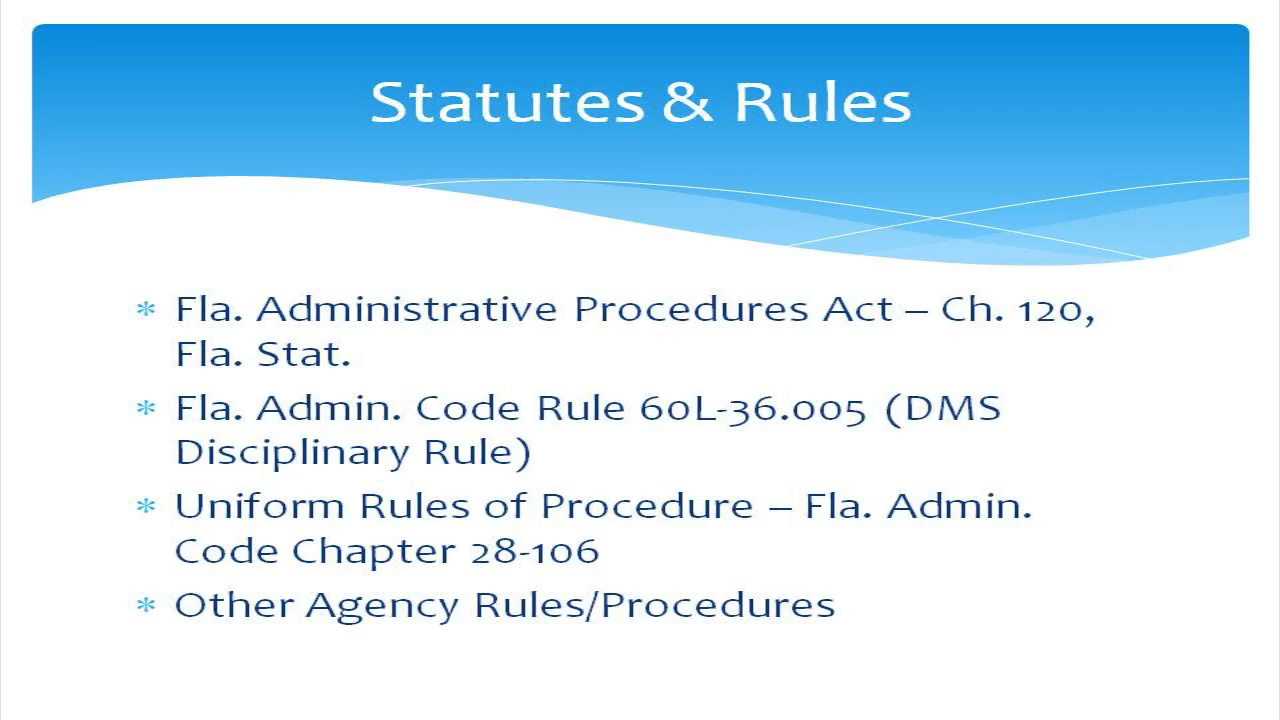 Statutes & Rules
* Fla. Administrative Procedures Act – Ch. 120,
Fla. Stat.
* Fla. Admin. Code Rule 60L-36.005 (DMS
Disciplinary Rule)
* Uniform Rules of Procedure – Fla. Admin.
Code Chapter 28-106
* Other Agency Rules/Procedures